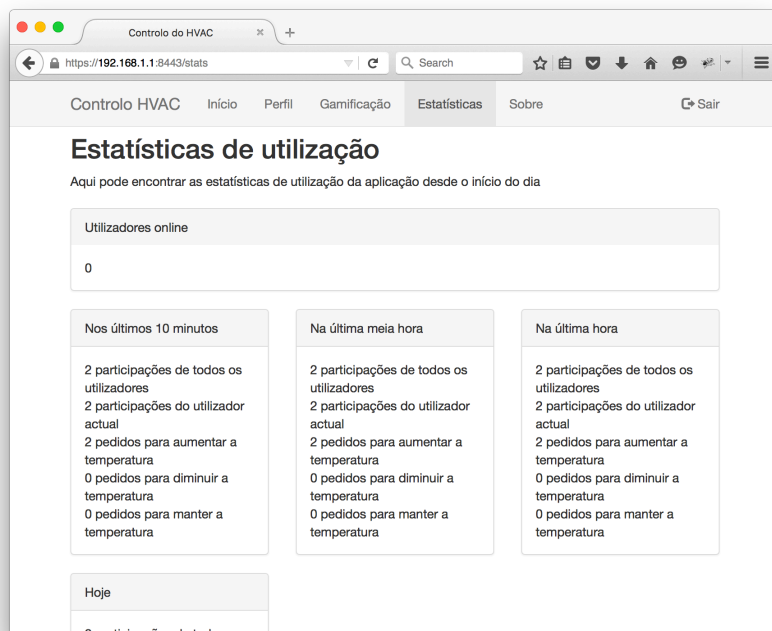 Controlo do HVAC
https://192.168.1.1:8443/stats
Search
Controlo HVAC Início Perfil Gamificação Estatísticas Sobre Sair
Estatísticas de utilização
Aqui pode encontrar as estatísticas de utilização da aplicação desde o início do dia
Utilizadores online
0
Nos últimos 10 minutos
2 participações de todos os
utilizadores
2 participações do utilizador
actual
2 pedidos para aumentar a
temperatura
0 pedidos para diminuir a
temperatura
0 pedidos para manter a
temperatura
Na última meia hora
2 participações de todos os
utilizadores
2 participações do utilizador
actual
2 pedidos para aumentar a
temperatura
0 pedidos para diminuir a
temperatura
0 pedidos para manter a
temperatura
Na última hora
2 participações de todos os
utilizadores
2 participações do utilizador
actual
2 pedidos para aumentar a
temperatura
0 pedidos para diminuir a
temperatura
0 pedidos para manter a
temperatura
Hoje